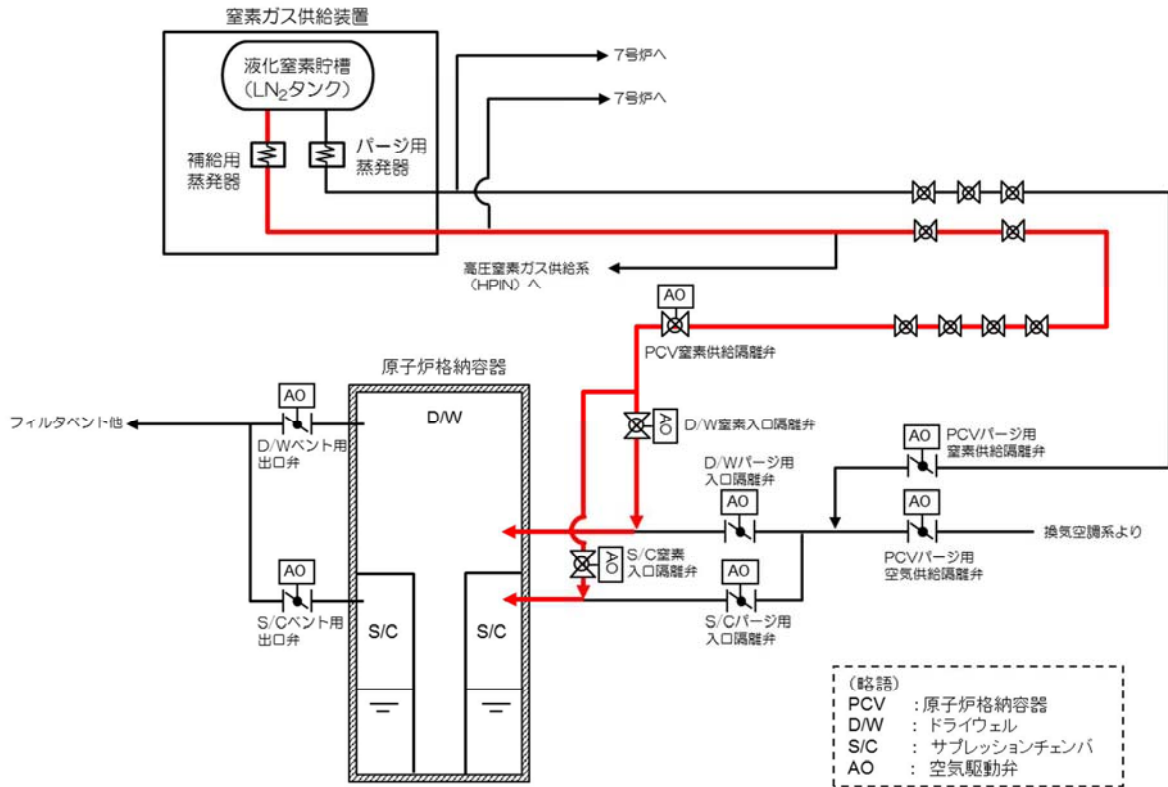 窒素ガス供給装置
液化窒素貯槽
(LN₂タンク)
補給用
蒸発器
パージ用
蒸発器
7号炉へ
7号炉へ
高圧窒素ガス供給系
(HPIN)へ
AO
PCV窒素供給隔離弁
原子炉格納容器
D/W
フィルタベント他
AO
D/Wベント用
出口弁
AO
D/W窒素入口隔離弁
D/Wパージ用
入口隔離弁
AO
AO
PCVパージ用
窒素供給隔離弁
AO
PCVパージ用
空気供給隔離弁
換気空調系より
AO
S/C窒素
入口隔離弁
AO
S/Cパージ用
入口隔離弁
AO
S/Cベント用
出口弁
S/C
S/C
(略語)
PCV :原子炉格納容器
D/W : ドライウェル
S/C : サプレッションチェンバ
AO : 空気駆動弁